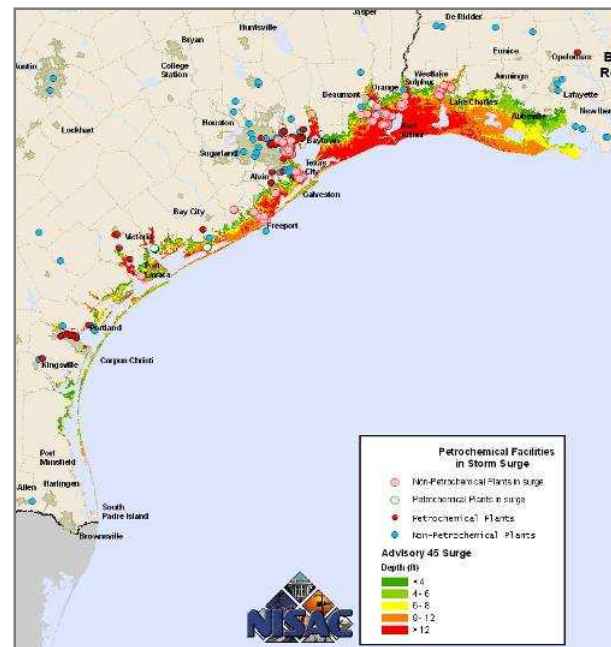 Jasper
De Ridder
Huntsville
Bryan
College
Station
Eunice
Opelousas
Jennings
Westlake
Sulphur
Orange
Beaumont
Lake Charles
Lafayette
Abbeville
Lockhart
Houston
Sugarland
Baytown
Texas
City
Alvin
Galveston
Bay City
Freeport
Victoria
Port
Lavaca
Portland
Corpus Christi
Kingsville
Port
Mansfield
Harlingen
South
Padre Island
Brownsville
Petrochemical Facilities
in Storm Surge
Non-Petrochemical Plants in surge
Petrochemical Plants in surge
Petrochemical Plants
Non-Petrochemical Plants
Advisory 45 Surge
Depth (ft)
< 4
4 - 6
6 - 8
8 - 12
> 12
NISAC